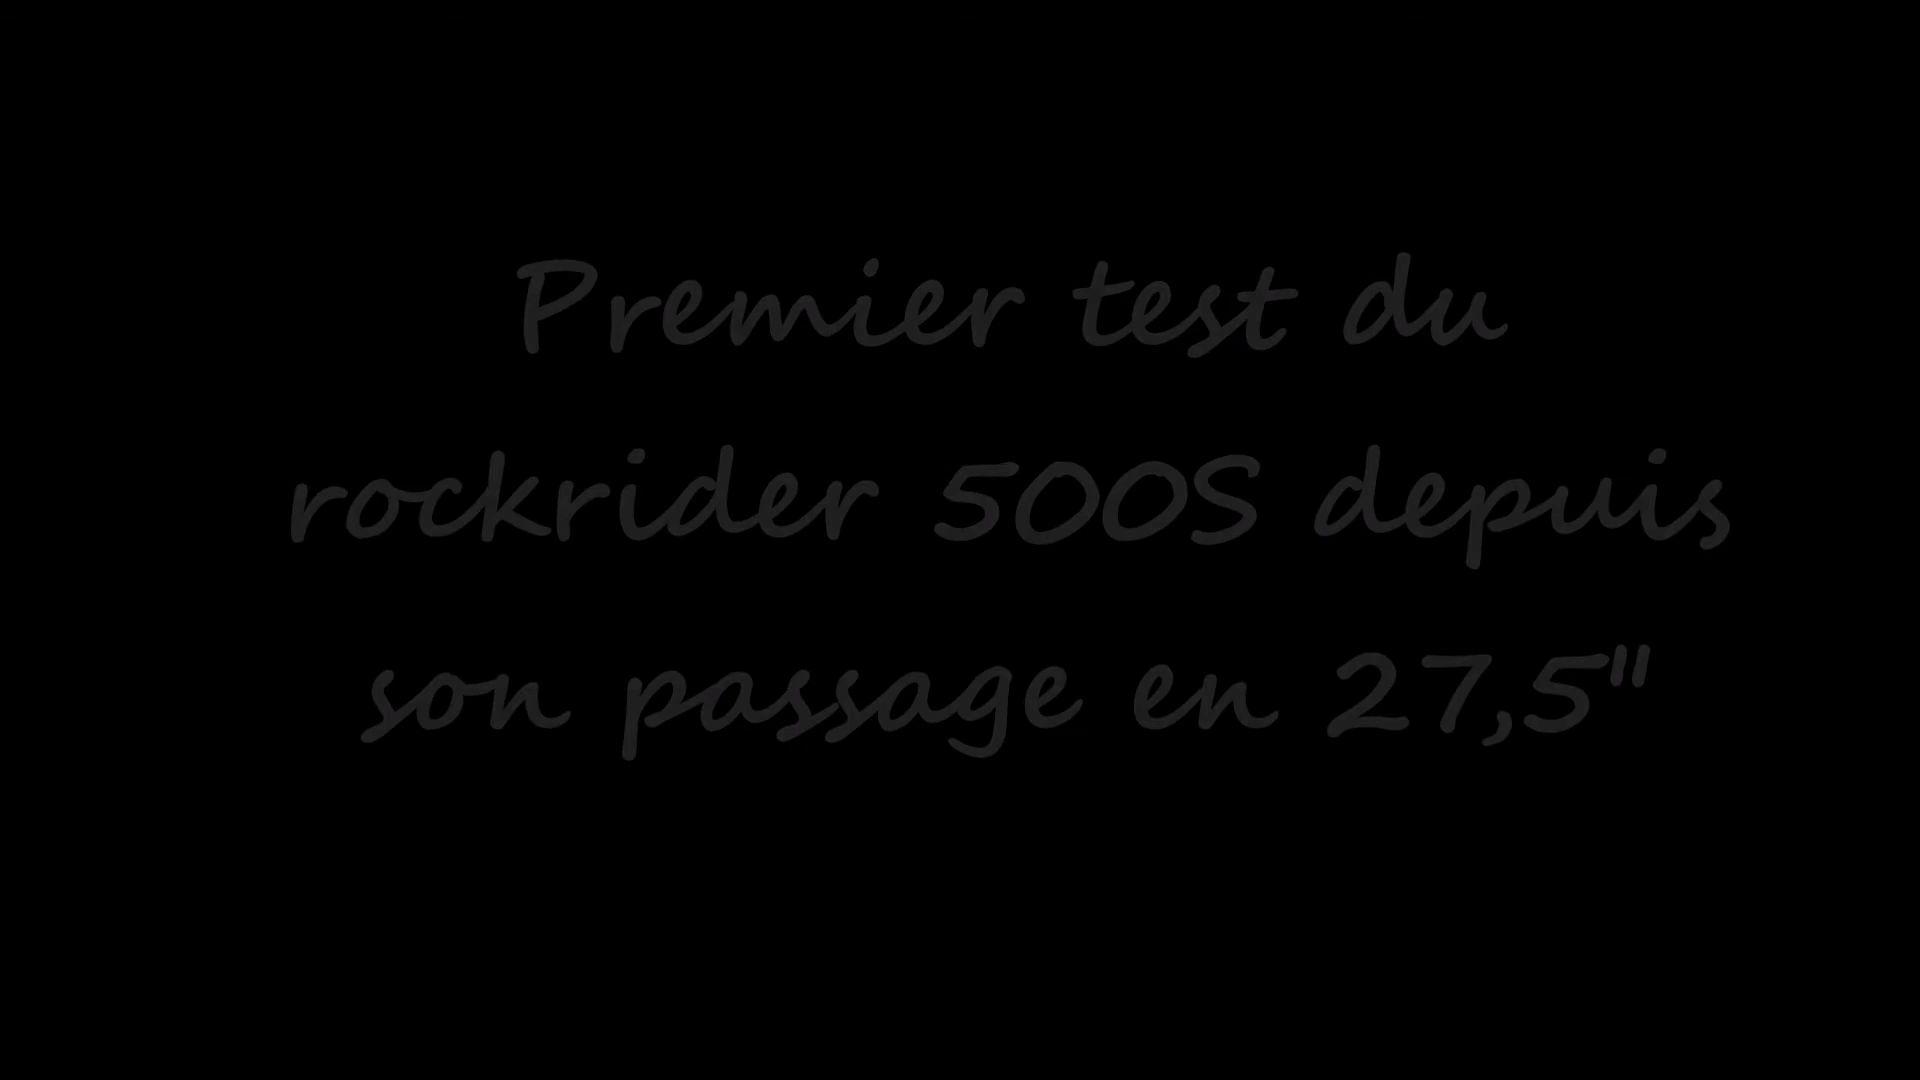 Premier test du
rockrider 500S depuis
son passage en 27,5"